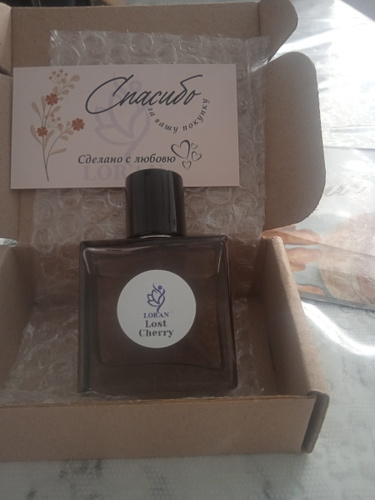 Спасибо
за вашу покупку
Сделано с любовью
LORAN
LORAN
Lost
Cherry